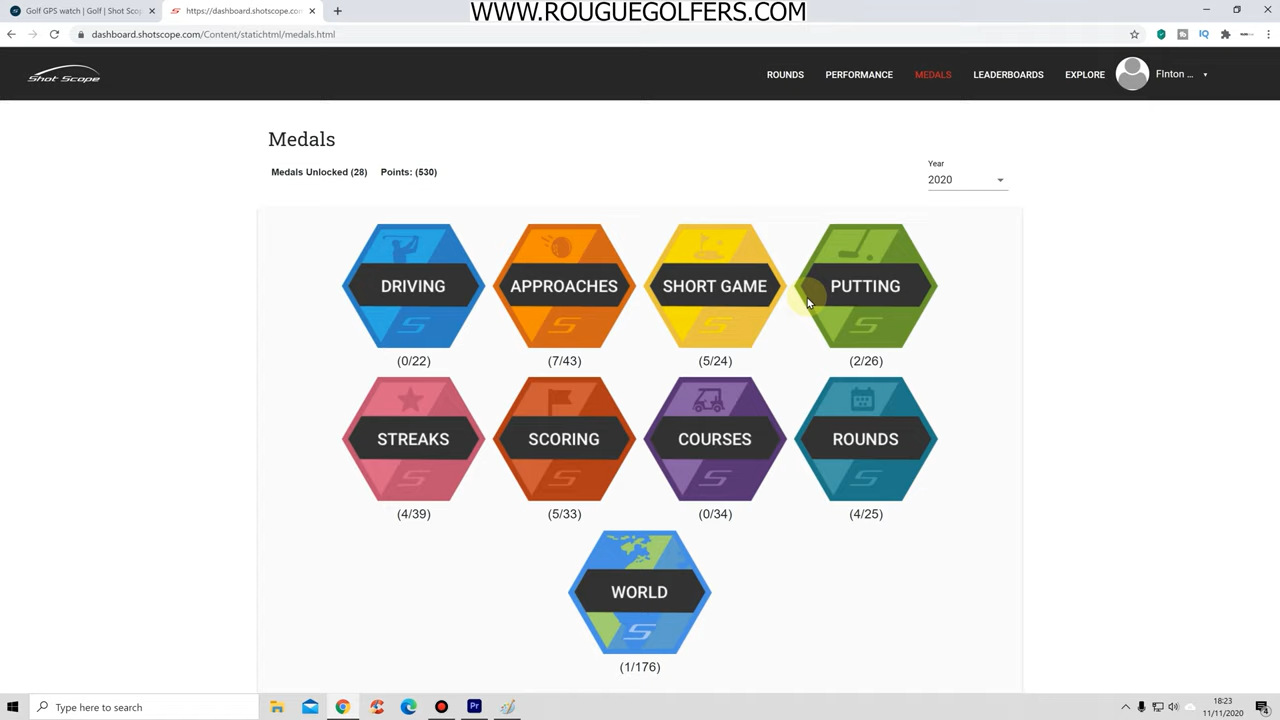 WWW.ROUGUEGOLFERS.COM
Golf GPS watch | Golf | Shot Scop
https://dashboard.shotscope.com
dashboard.shotscope.com/Content/statichtml/medals.html
IQ
Shot Scope
ROUNDS
PERFORMANCE
MEDALS
LEADERBOARDS
EXPLORE
FInton ...
Medals
Medals Unlocked (28) Points: (530)
Year
2020
DRIVING
APPROACHES
SHORT GAME
PUTTING
(0/22)
(7/43)
(5/24)
(2/26)
STREAKS
SCORING
COURSES
ROUNDS
(4/39)
(5/33)
(0/34)
(4/25)
WORLD
(1/176)
Type here to search
Pr
18:23
11/11/2020
4